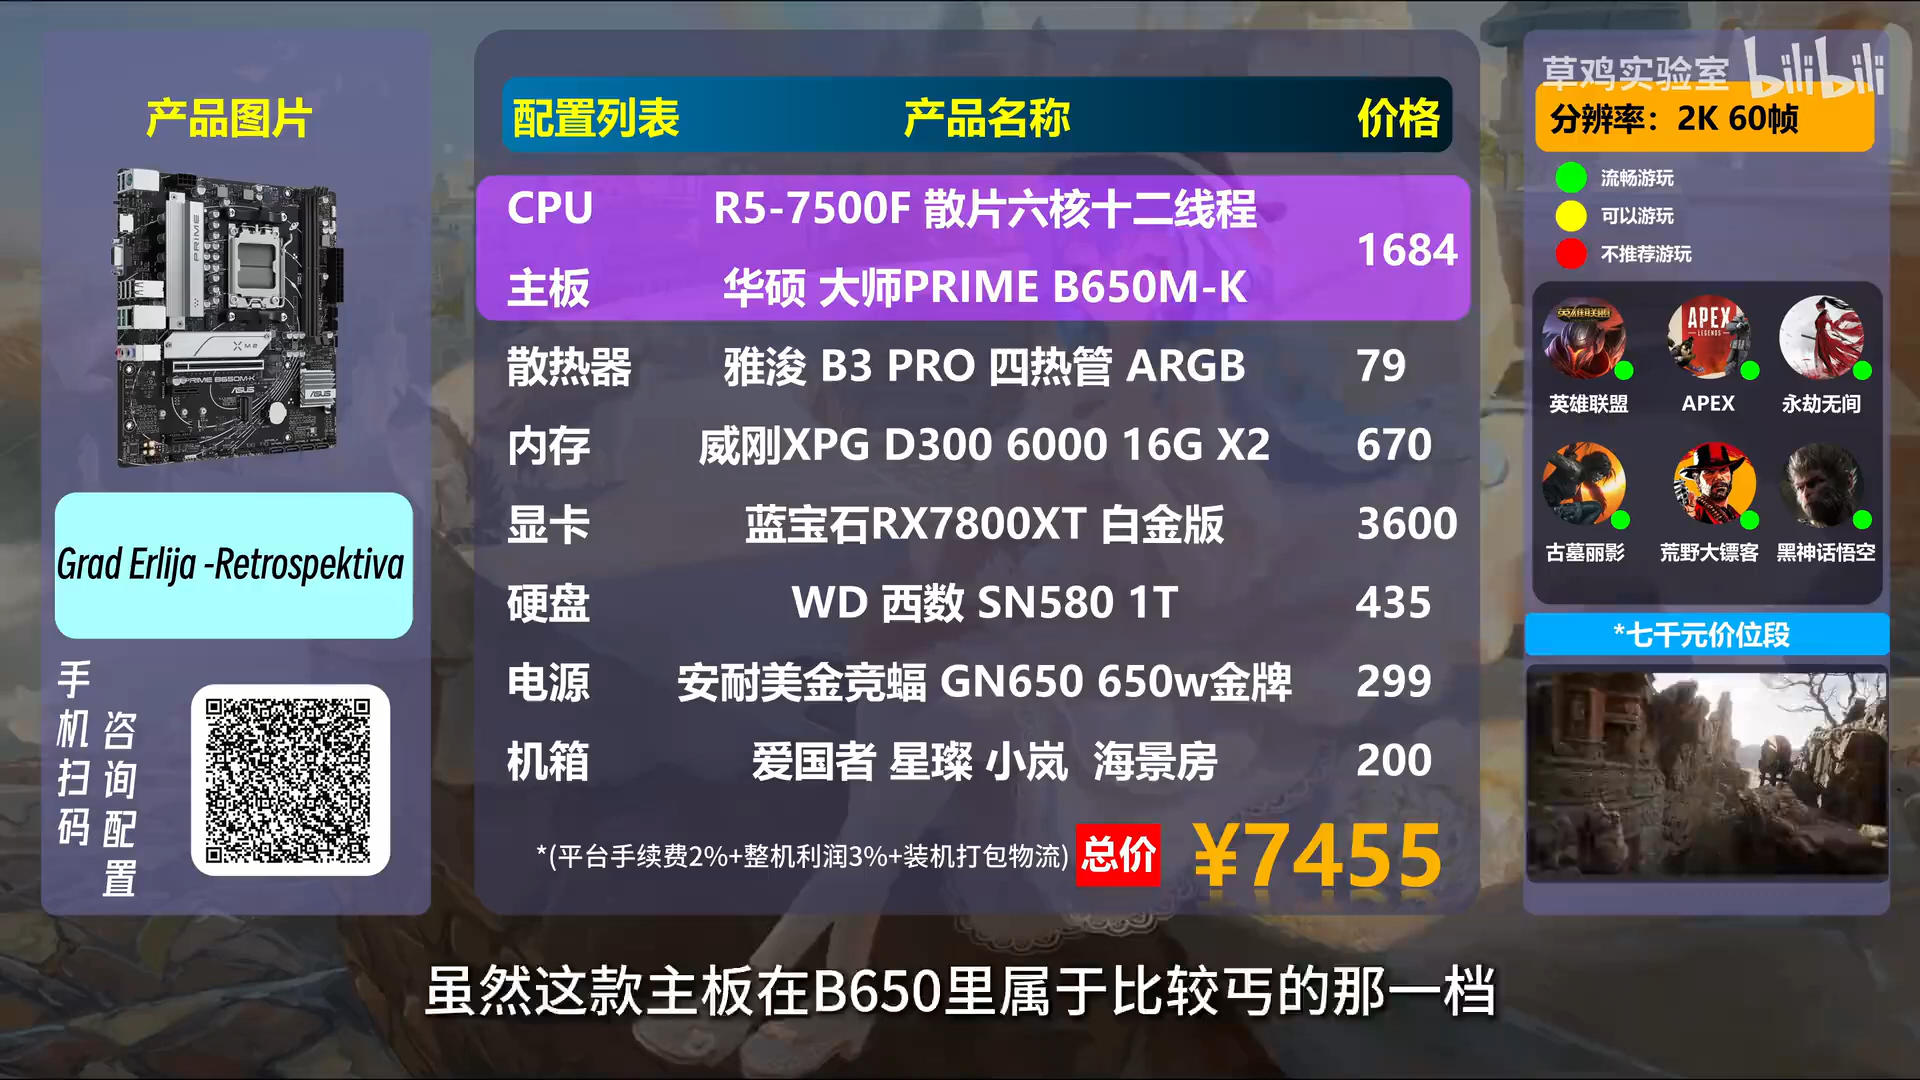 产品图片
Grad Erlija -Retrospektiva
手机扫码
咨询配置
配置列表 产品名称 价格
CPU R5-7500F 散片六核十二线程
1684
主板 华硕 大师PRIME B650M-K
散热器 雅浚 B3 PRO 四热管 ARGB 79
内存 威刚XPG D300 6000 16G X2 670
显卡 蓝宝石RX7800XT 白金版 3600
硬盘 WD 西数 SN580 1T 435
电源 安耐美金竞蝠 GN650 650w金牌 299
机箱 爱国者 星璨 小岚 海景房 200
*(平台手续费2%+整机利润3%+装机打包物流) 总价 ¥7455
草鸡实验室 bilibili
分辨率：2K 60帧
流畅游玩
可以游玩
不推荐游玩
英雄联盟 APEX 永劫无间
古墓丽影 荒野大镖客 黑神话悟空
*七千元价位段
虽然这款主板在B650里属于比较丐的那一档